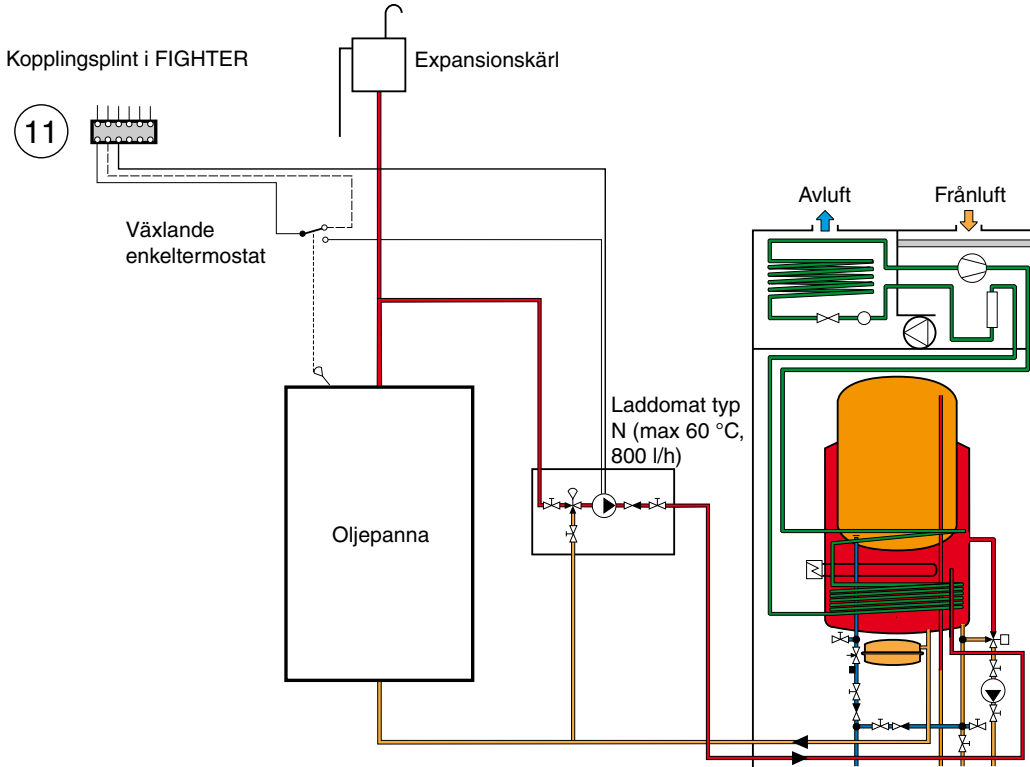 Kopplingsplint i FIGHTER
Expansionskärl
11
Växlande
enkeltermostat
Avluft
Frånluft
Laddomat typ
N (max 60 °C,
800 l/h)
Oljepanna